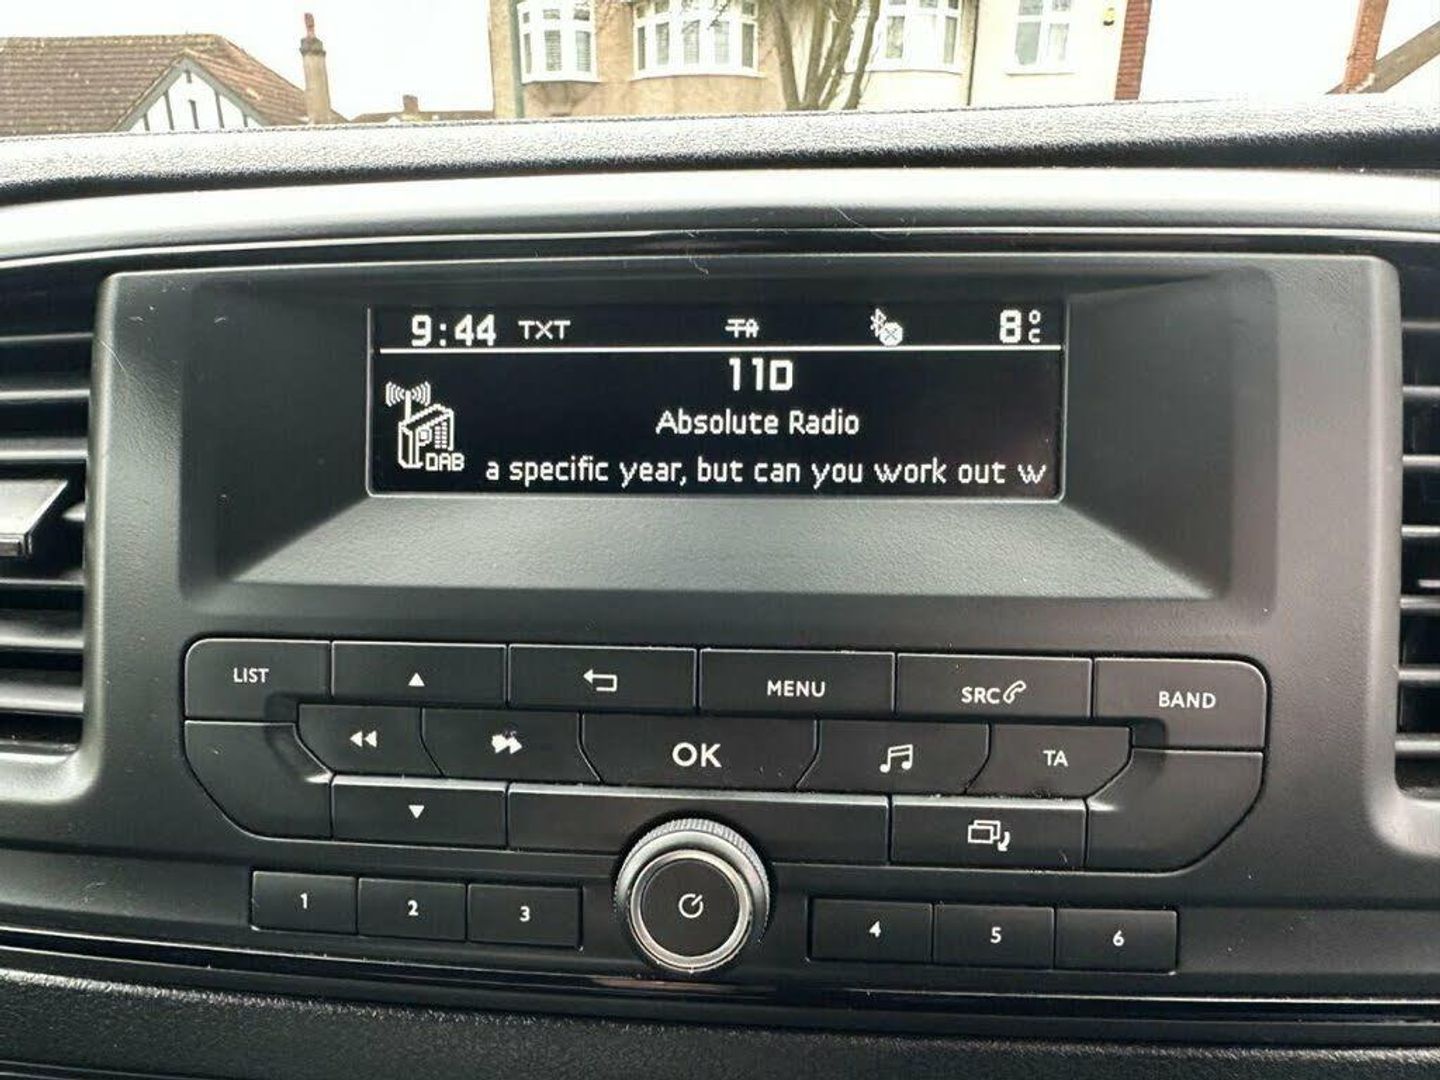 9:44 TXT TA 8°C
11D
Absolute Radio
DAB
a specific year, but can you work out w
LIST
MENU
SRC
BAND
OK
TA
1
2
3
4
5
6